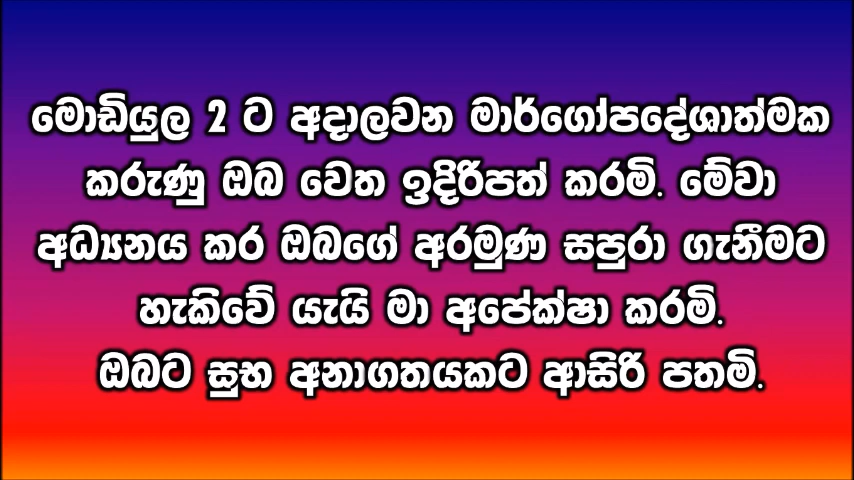 මොඩියුල 2 ට අදාලවන මාර්ගෝපදේශාත්මක
කරුණු ඔබ වෙත ඉදිරිපත් කරමි. මේවා
අධ්‍යනය කර ඔබගේ අරමුණ සපුරා ගැනීමට
හැකිවේ යැයි මා අපේක්ෂා කරමි.
ඔබට සුභ අනාගතයකට ආසිරි පතමි.